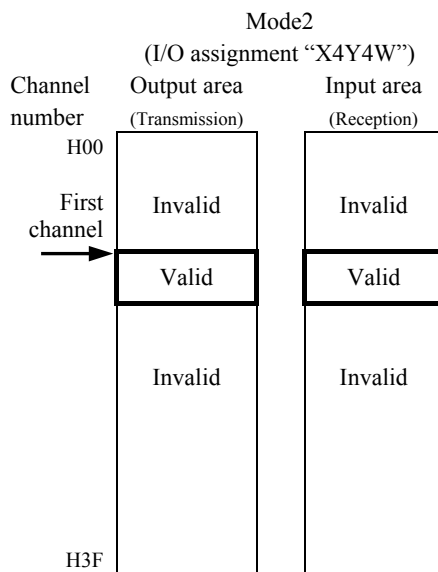 Mode2
(I/O assignment “X4Y4W”)
Channel number
Output area
(Transmission)
Input area
(Reception)
H00
First channel
Invalid
Invalid
Valid
Valid
Invalid
Invalid
H3F